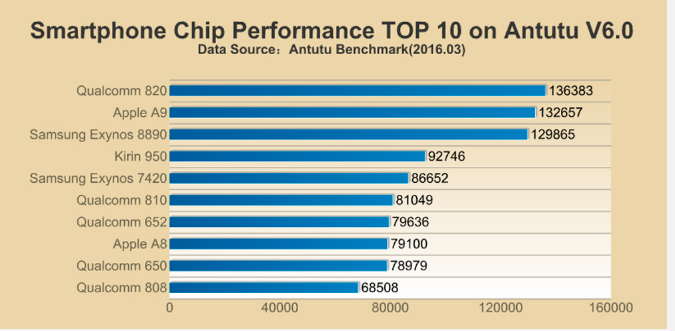 Smartphone Chip Performance TOP 10 on Antutu V6.0
Data Source：Antutu Benchmark(2016.03)
Qualcomm 820 136383
Apple A9 132657
Samsung Exynos 8890 129865
Kirin 950 92746
Samsung Exynos 7420 86652
Qualcomm 810 81049
Qualcomm 652 79636
Apple A8 79100
Qualcomm 650 78979
Qualcomm 808 68508
0 40000 80000 120000 160000